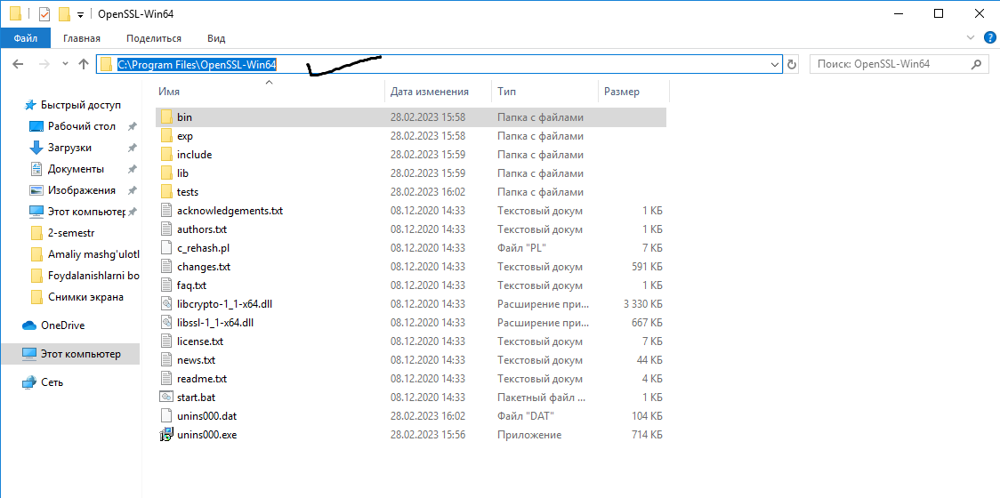 OpenSSL-Win64
Файл Главная Поделиться Вид
C:\Program Files\OpenSSL-Win64 Поиск: OpenSSL-Win64
Имя Дата изменения Тип Размер
Быстрый доступ
Рабочий стол
Загрузки
Документы
Изображения
Этот компьютер
2-semestr
Amaliy mashg'ulotl
Foydalanishlarni bo
Снимки экрана
OneDrive
Этот компьютер
Сеть
bin 28.02.2023 15:58 Папка с файлами
exp 28.02.2023 15:58 Папка с файлами
include 28.02.2023 15:59 Папка с файлами
lib 28.02.2023 15:59 Папка с файлами
tests 28.02.2023 16:02 Папка с файлами
acknowledgements.txt 08.12.2020 14:33 Текстовый докум 1 КБ
authors.txt 08.12.2020 14:33 Текстовый докум 1 КБ
c_rehash.pl 08.12.2020 14:33 Файл "PL" 7 КБ
changes.txt 08.12.2020 14:33 Текстовый докум 591 КБ
faq.txt 08.12.2020 14:33 Текстовый докум 1 КБ
libcrypto-1_1-x64.dll 08.12.2020 14:33 Расширение при... 3 330 КБ
libssl-1_1-x64.dll 08.12.2020 14:33 Расширение при... 667 КБ
license.txt 08.12.2020 14:33 Текстовый докум 7 КБ
news.txt 08.12.2020 14:33 Текстовый докум 44 КБ
readme.txt 08.12.2020 14:33 Текстовый докум 4 КБ
start.bat 08.12.2020 14:33 Пакетный файл ... 1 КБ
unins000.dat 28.02.2023 16:02 Файл "DAT" 104 КБ
unins000.exe 28.02.2023 15:56 Приложение 714 КБ